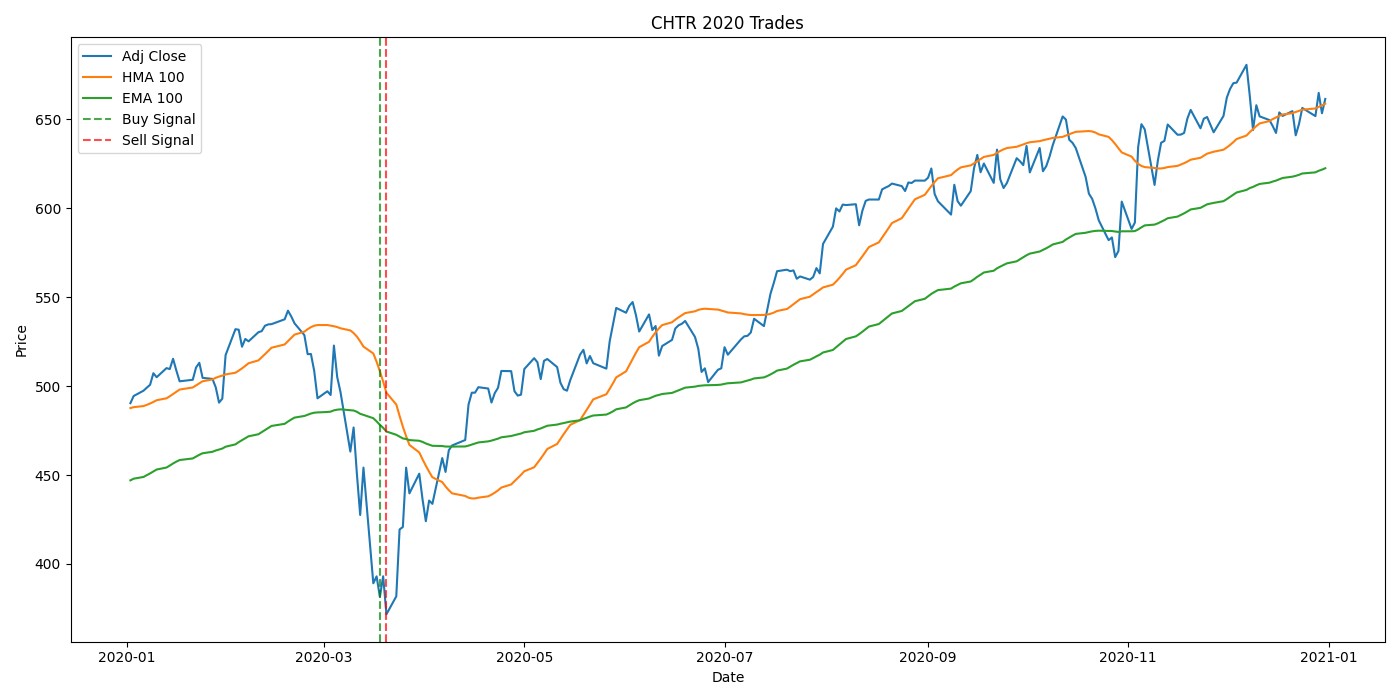 CHTR 2020 Trades
Adj Close
HMA 100
EMA 100
Buy Signal
Sell Signal
Price
650
600
550
500
450
400
2020-01 2020-03 2020-05 2020-07 2020-09 2020-11 2021-01
Date